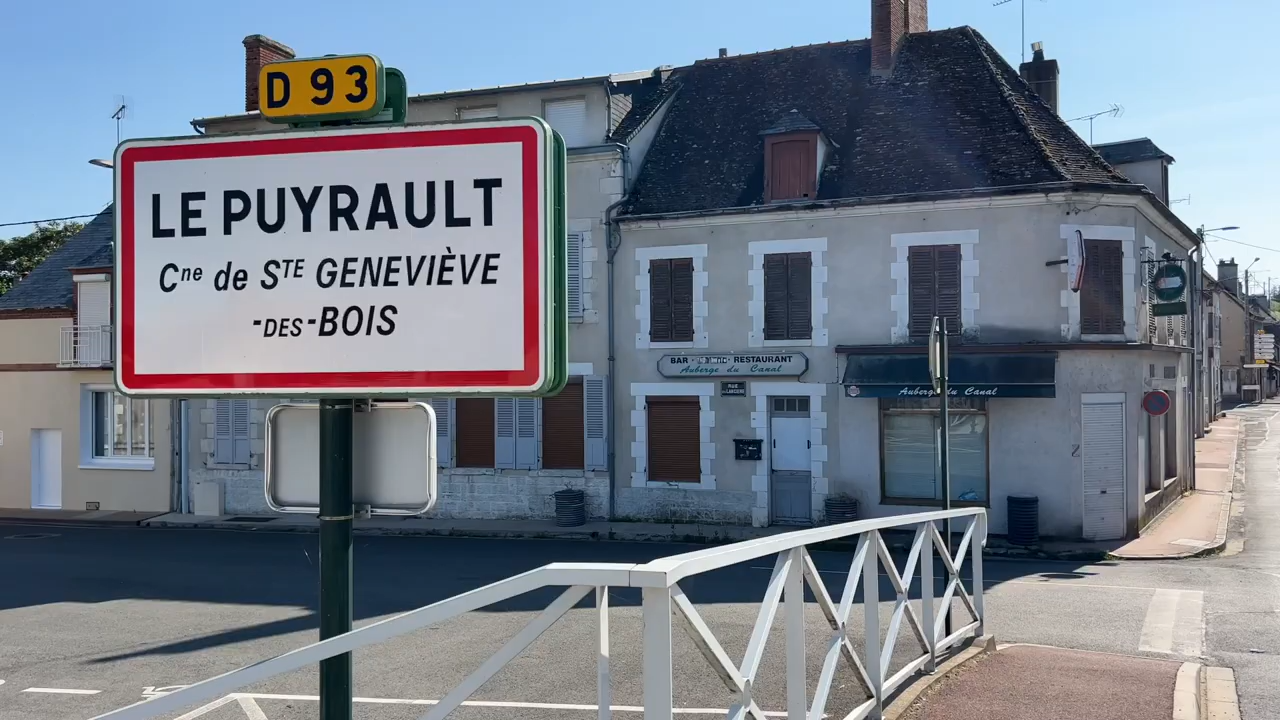 D 93
LE PUYRAULT
Cne de STE GENEVIÈVE
-DES-BOIS
BAR RESTAURANT
Auberge du Canal
Auberge du Canal